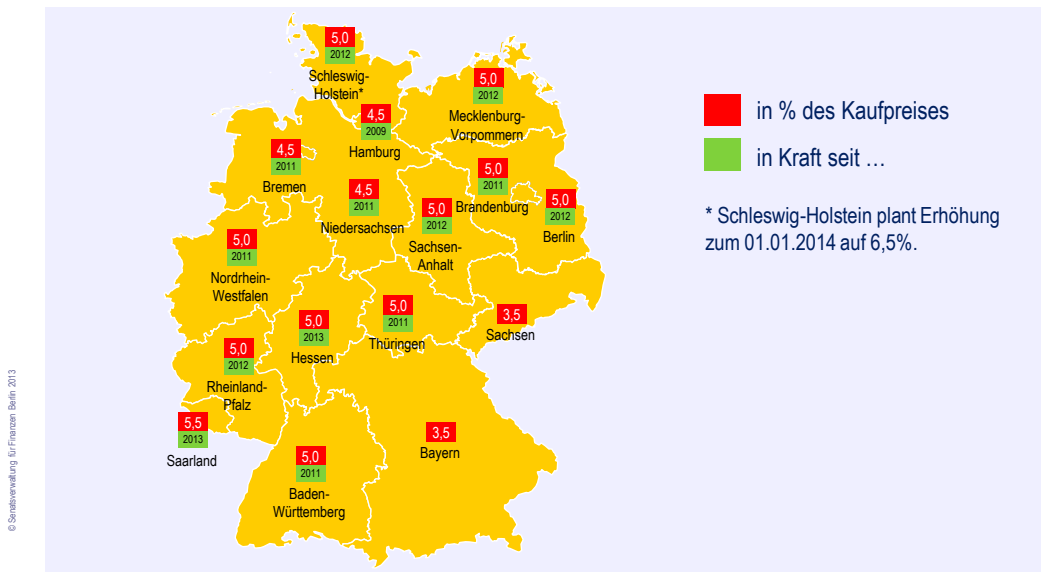 5,0
2012
Schleswig-
Holstein*
5,0
2012
Mecklenburg-
Vorpommern
4,5
2009
Hamburg
4,5
2011
Bremen
4,5
2011
Niedersachsen
5,0
2012
Sachsen-
Anhalt
5,0
2011
Brandenburg
5,0
2012
Berlin
5,0
2011
Nordrhein-
Westfalen
5,0
2013
Hessen
5,0
2011
Thüringen
3,5
Sachsen
5,0
2012
Rheinland-
Pfalz
5,5
2013
Saarland
5,0
2011
Baden-
Württemberg
3,5
Bayern
in % des Kaufpreises
in Kraft seit …
* Schleswig-Holstein plant Erhöhung
zum 01.01.2014 auf 6,5%.
© Senatsverwaltung für Finanzen Berlin 2013